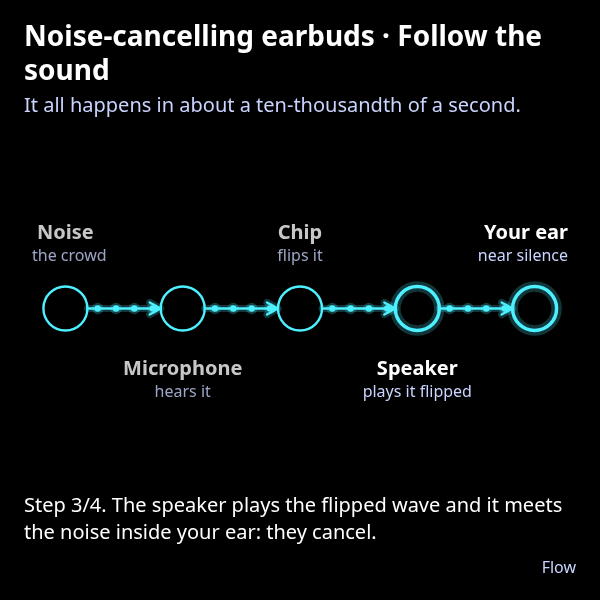 Noise-cancelling earbuds · Follow the
sound
It all happens in about a ten-thousandth of a second.
Noise
the crowd
Chip
flips it
Your ear
near silence
Microphone
hears it
Speaker
plays it flipped
Step 3/4. The speaker plays the flipped wave and it meets
the noise inside your ear: they cancel.
Flow